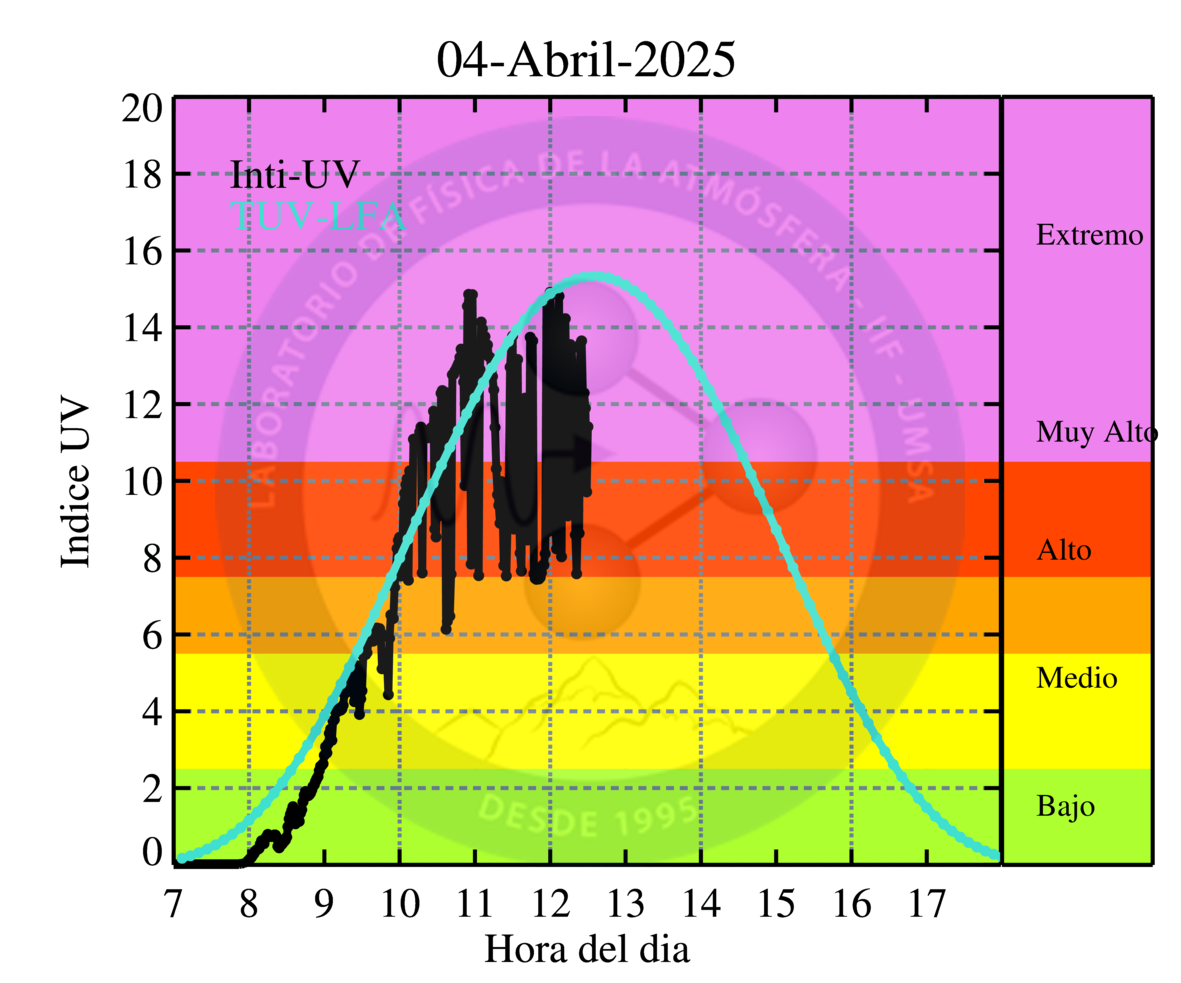 04-Abril-2025
20
18
16
14
12
10
8
6
4
2
0
Indice UV
Inti-UV
TUV-LFA
LABORATORIO DE FÍSICA DE LA ATMÓSFERA - IIF - UMSA
DESDE 1995
Extremo
Muy Alto
Alto
Medio
Bajo
7 8 9 10 11 12 13 14 15 16 17
Hora del dia